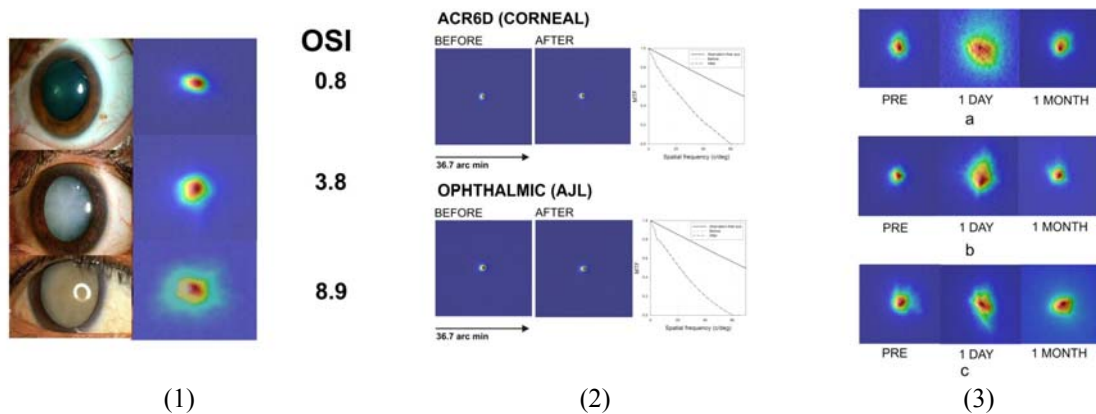 OSI
0.8
3.8
8.9
(1)
ACR6D (CORNEAL)
BEFORE AFTER
MTF
Spatial frequency (c/deg)
36.7 arc min
OPHTHALMIC (AJL)
BEFORE AFTER
MTF
Spatial frequency (c/deg)
36.7 arc min
(2)
PRE 1 DAY 1 MONTH
a
PRE 1 DAY 1 MONTH
b
PRE 1 DAY 1 MONTH
c
(3)